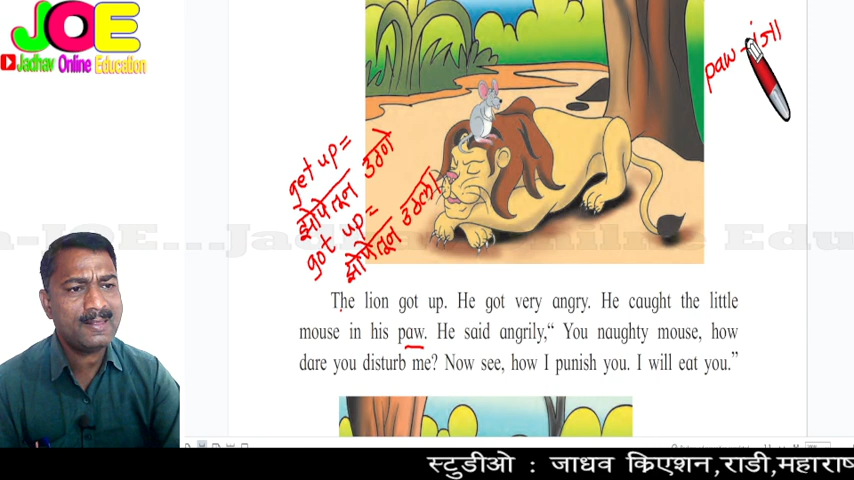 JOE
Jadhav Online Education
paw -
get up =
झोपेतून उठणे
got up =
झोपेतून उठला
The lion got up. He got very angry. He caught the little
mouse in his paw. He said angrily,“ You naughty mouse, how
dare you disturb me? Now see, how I punish you. I will eat you.”
स्टुडीओ : जाधव क्रिएशन,राडी,महाराष